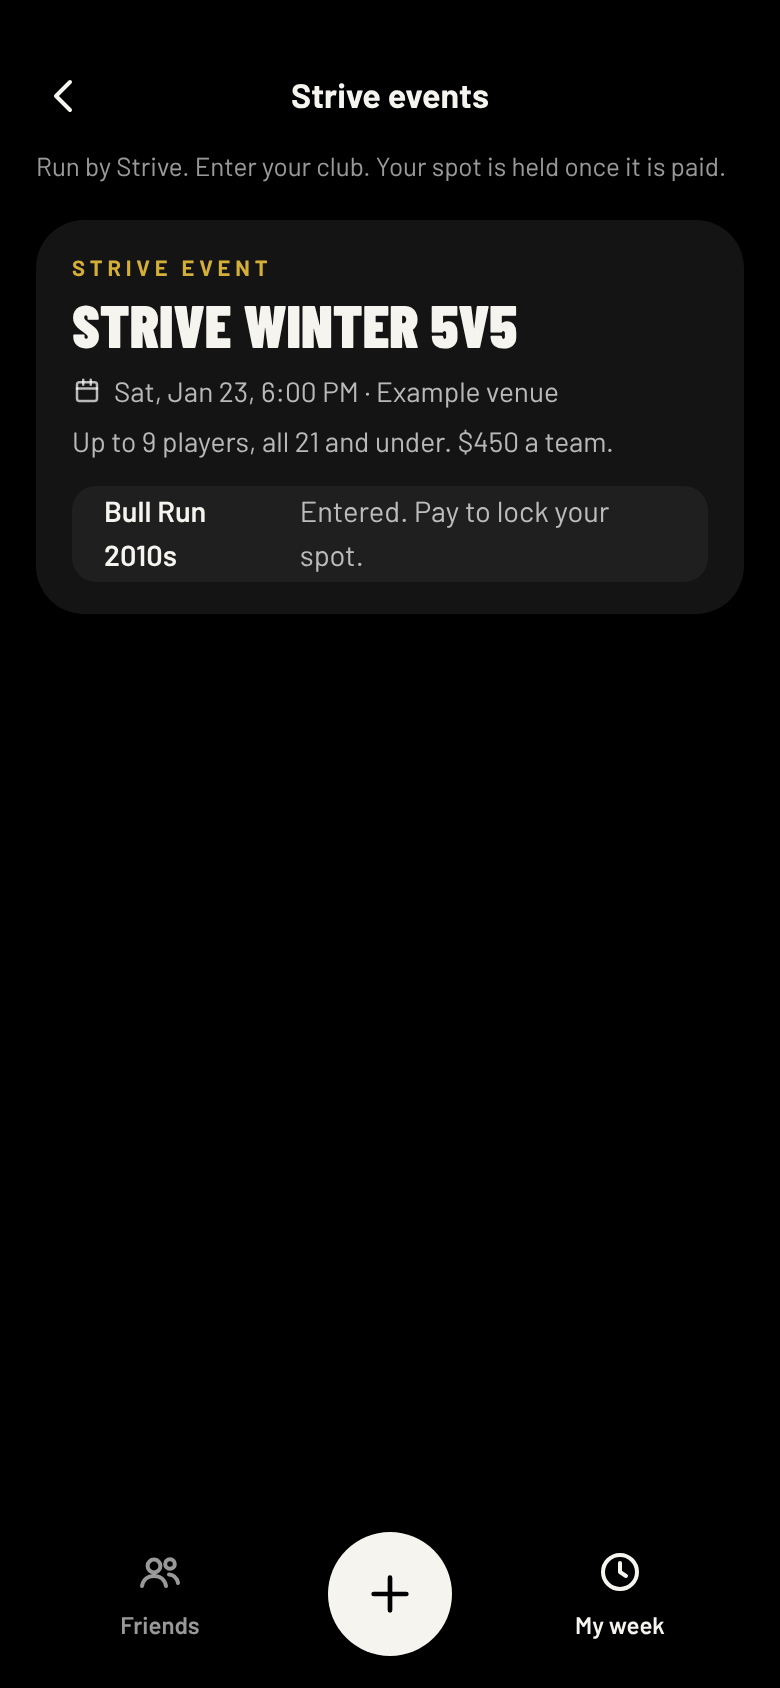 Strive events
Run by Strive. Enter your club. Your spot is held once it is paid.
STRIVE EVENT
STRIVE WINTER 5V5
Sat, Jan 23, 6:00 PM · Example venue
Up to 9 players, all 21 and under. $450 a team.
Bull Run
2010s
Entered. Pay to lock your
spot.
Friends
My week